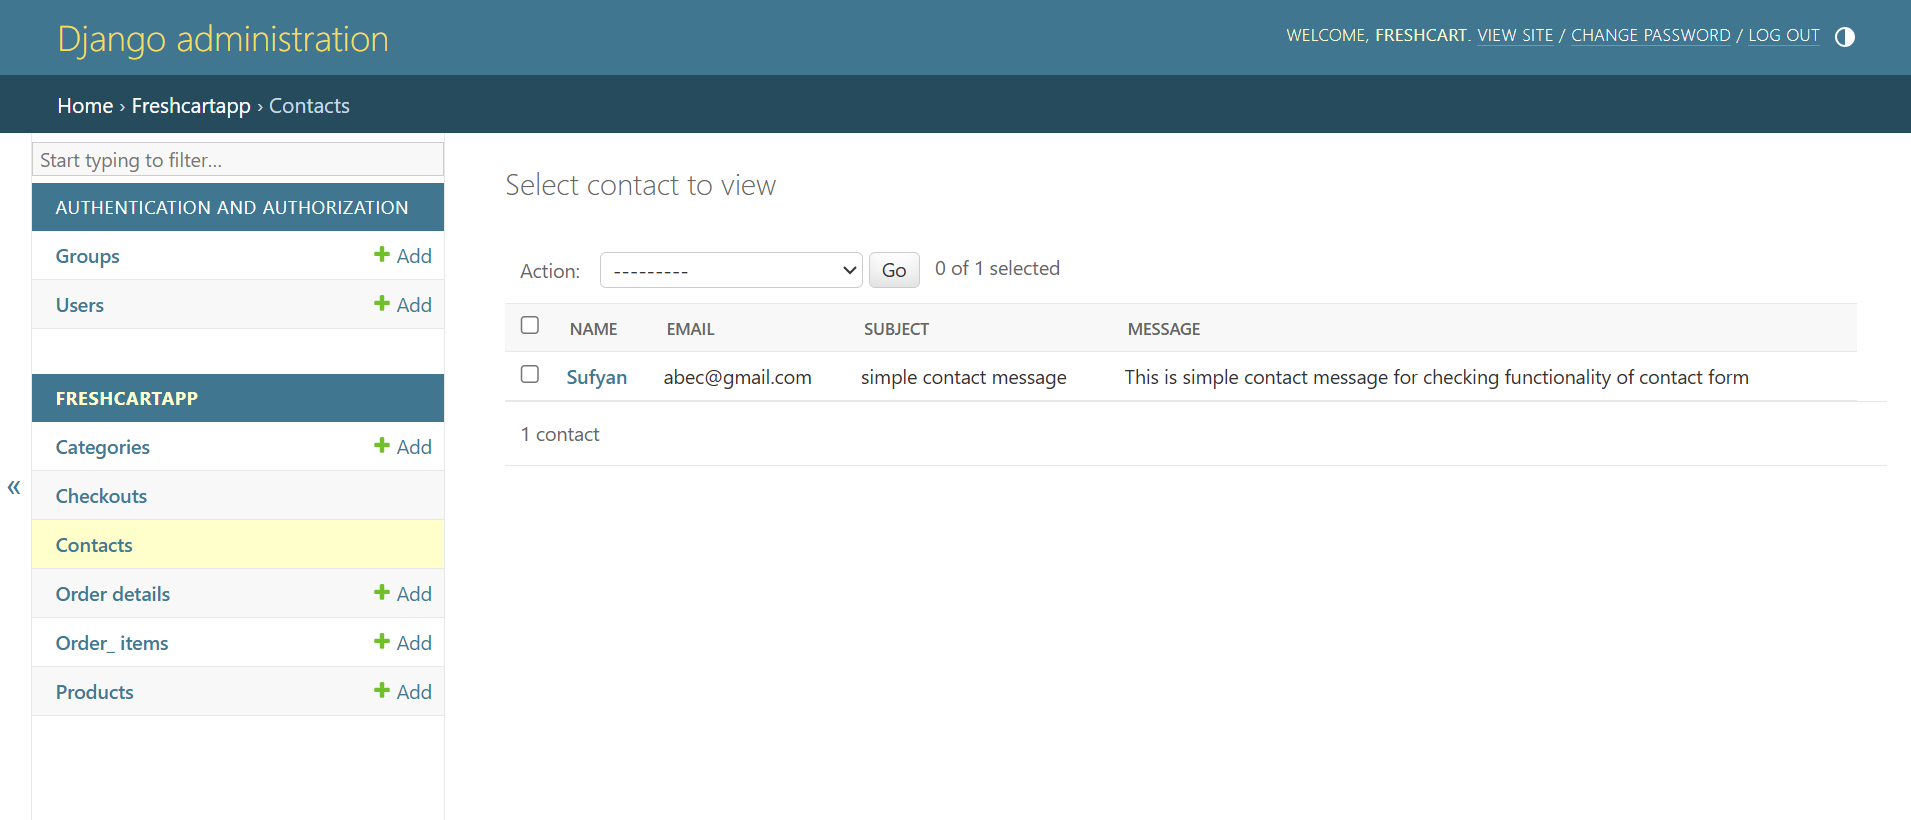 Django administration
WELCOME, FRESHCART. VIEW SITE / CHANGE PASSWORD / LOG OUT
Home › Freshcartapp › Contacts
Start typing to filter...
AUTHENTICATION AND AUTHORIZATION
Groups + Add
Users + Add
FRESHCARTAPP
Categories + Add
Checkouts
Contacts
Order details + Add
Order_ items + Add
Products + Add
«
Select contact to view
Action: --------- Go 0 of 1 selected
NAME EMAIL SUBJECT MESSAGE
Sufyan abec@gmail.com simple contact message This is simple contact message for checking functionality of contact form
1 contact